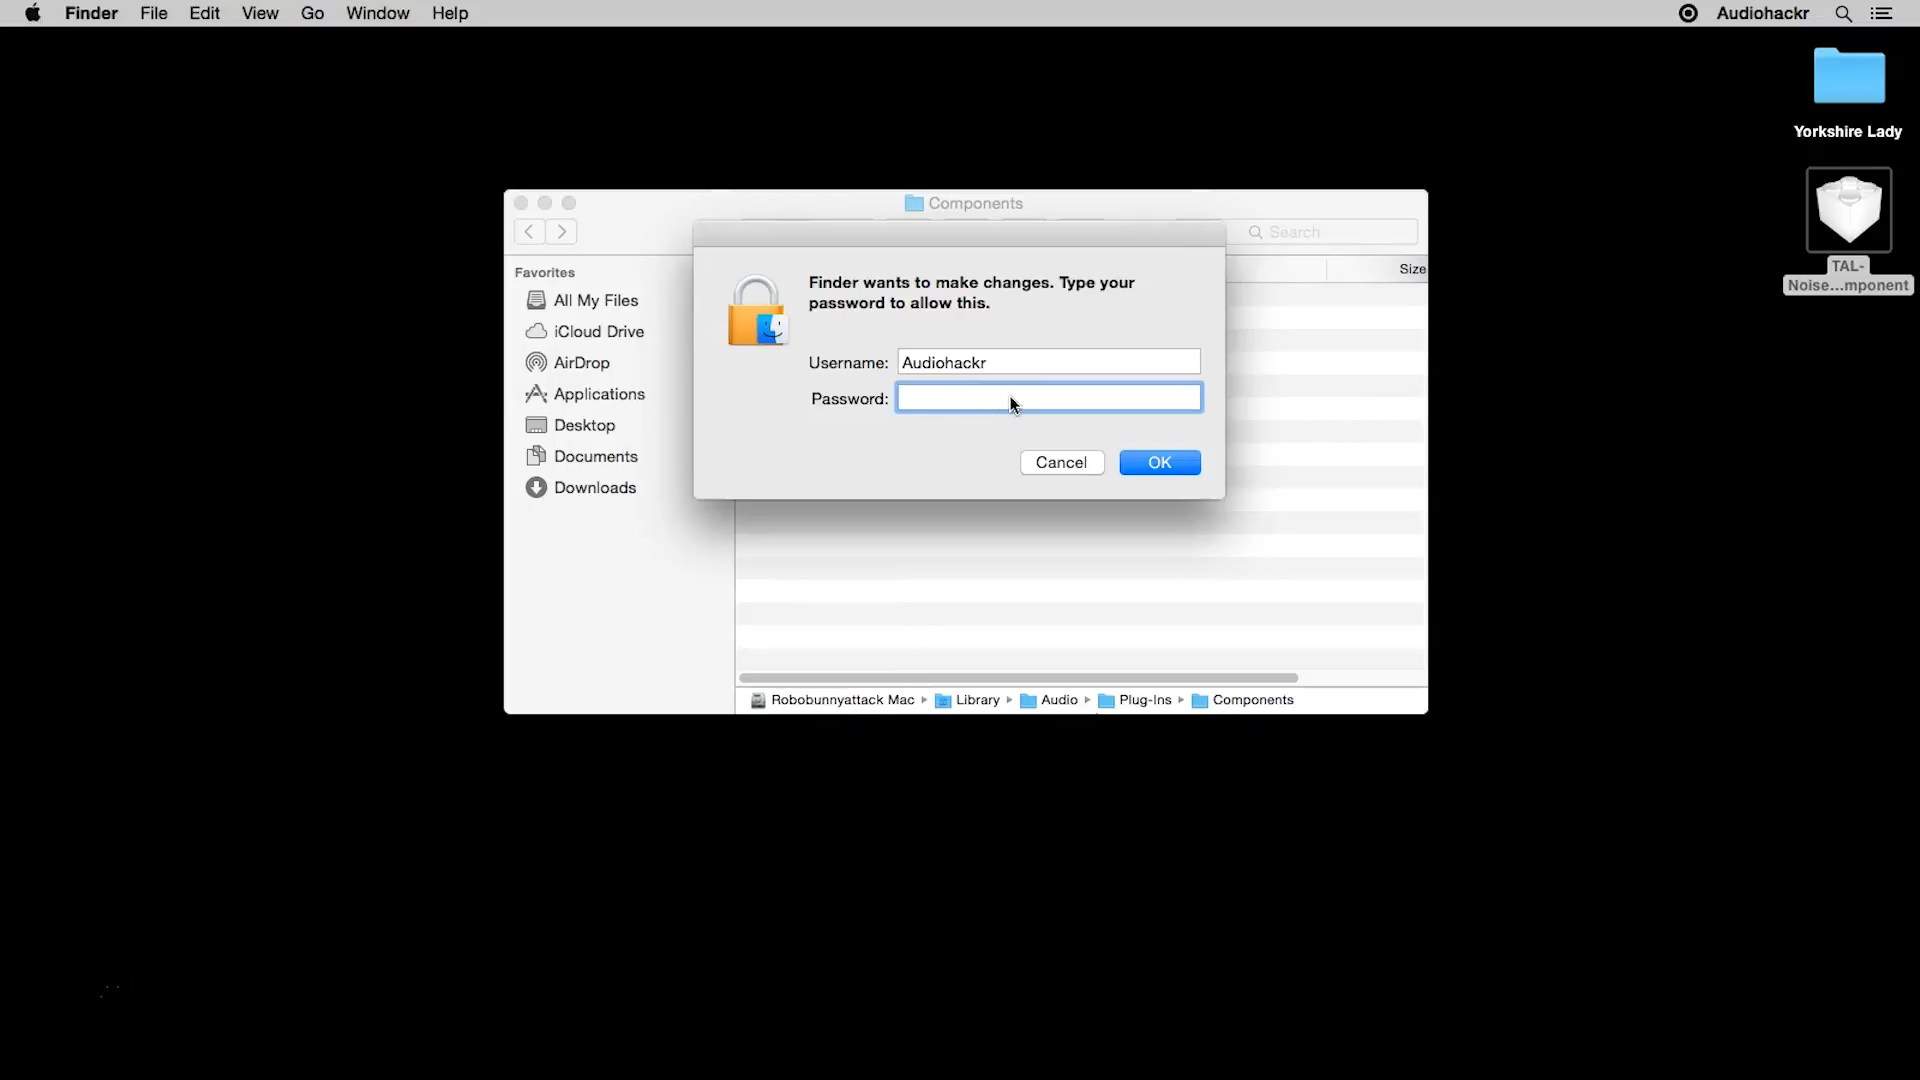 Finder File Edit View Go Window Help Audiohackr
Yorkshire Lady
TAL-
Noise...mponent
Components
Search
Favorites
Size
All My Files
iCloud Drive
AirDrop
Applications
Desktop
Documents
Downloads
Finder wants to make changes. Type your
password to allow this.
Username: Audiohackr
Password:
Cancel OK
Robobunnyattack Mac Library Audio Plug-Ins Components